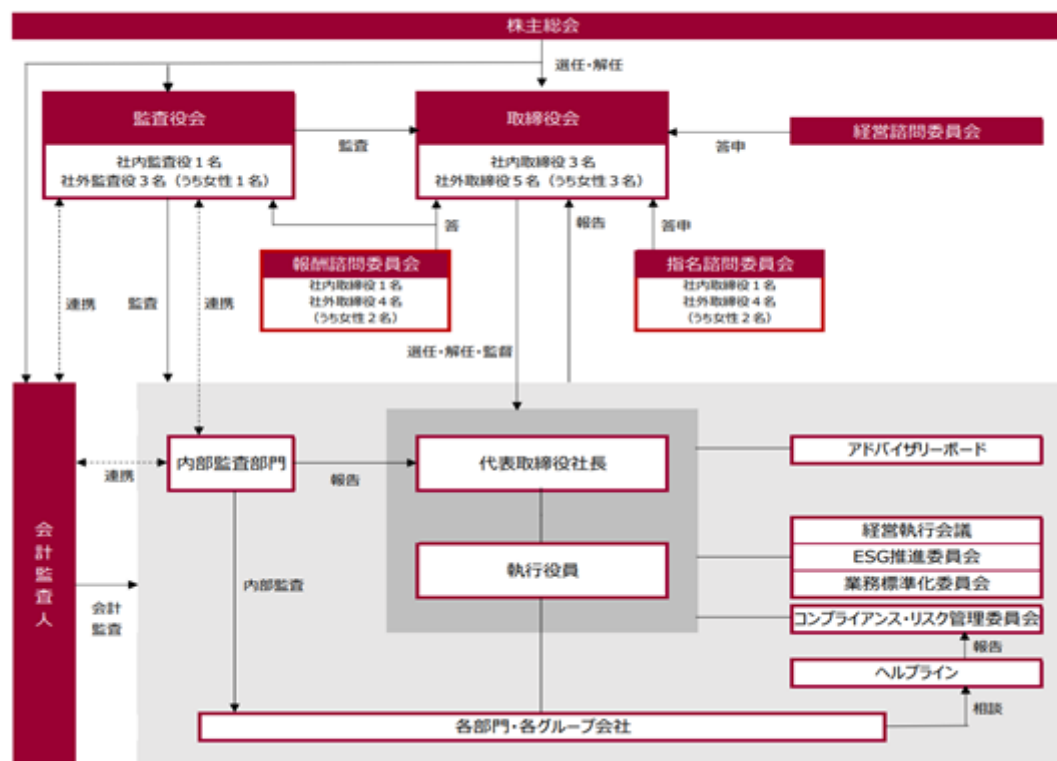 株主総会
選任・解任
監査役会
社内監査役1名
社外監査役3名（うち女性1名）
監査
取締役会
社内取締役3名
社外取締役5名（うち女性3名）
答申
経営諮問委員会
答
報告
答申
報酬諮問委員会
社内取締役1名
社外取締役4名
（うち女性2名）
指名諮問委員会
社内取締役1名
社外取締役4名
（うち女性2名）
連携
監査
連携
選任・解任・監督
会計監査人
連携
内部監査部門
報告
代表取締役社長
アドバイザリーボード
経営執行会議
ESG推進委員会
業務標準化委員会
執行役員
内部監査
会計
監査
コンプライアンス・リスク管理委員会
報告
ヘルプライン
相談
各部門・各グループ会社